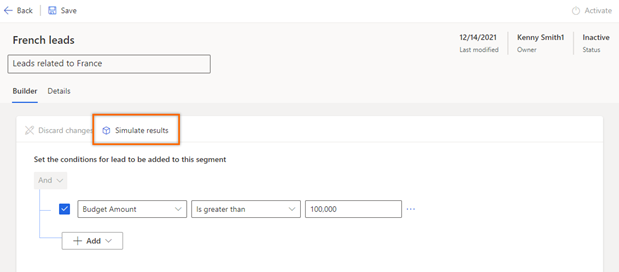 Back Save Activate
French leads
12/14/2021 Kenny Smith1 Inactive
Last modified Owner Status
Leads related to France
Builder Details
Discard changes Simulate results
Set the conditions for lead to be added to this segment
And
Budget Amount Is greater than 100,000
Add